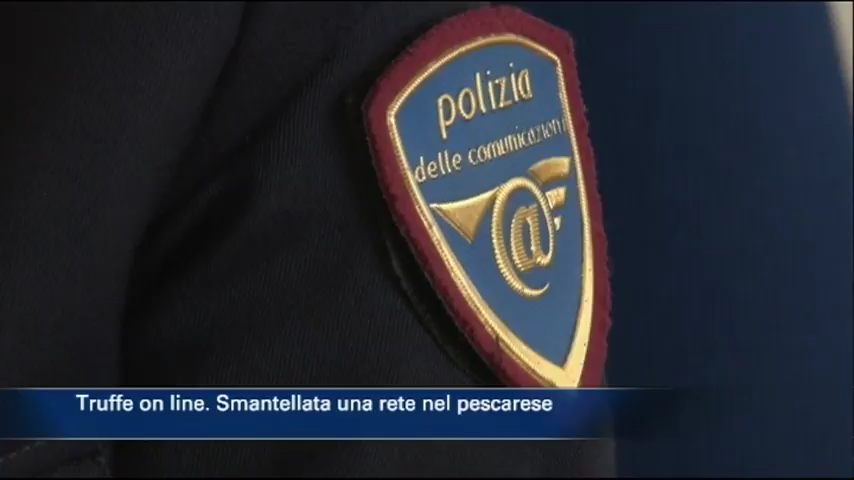 polizia
delle comunicazioni
@
Truffe on line. Smantellata una rete nel pescarese